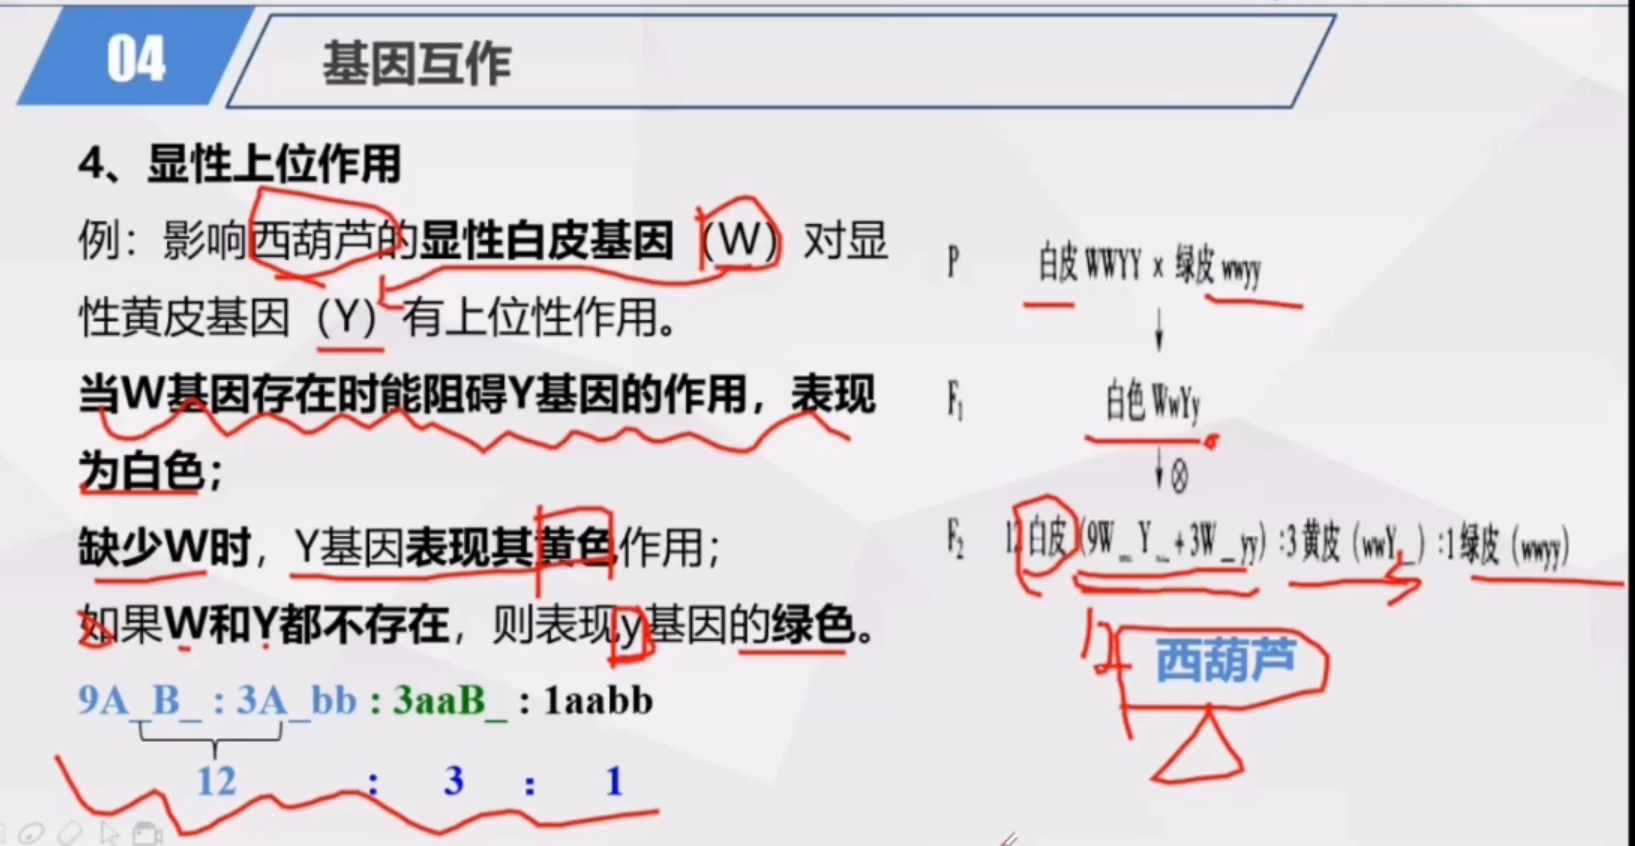 04
基因互作
4、显性上位作用
例：影响西葫芦的显性白皮基因（W）对显
性黄皮基因（Y）有上位性作用。
当W基因存在时能阻碍Y基因的作用，表现
为白色；
缺少W时，Y基因表现其黄色作用；
如果W和Y都不存在，则表现y基因的绿色。
9A_B_ : 3A_bb : 3aaB_ : 1aabb
12 : 3 : 1
P 白皮 WWYY × 绿皮 wwyy
↓
F₁ 白色 WwYy
↓⊗
F₂ 12白皮（9W_Y_+3W_yy）:3黄皮（wwY_）:1绿皮（wwyy）
西葫芦